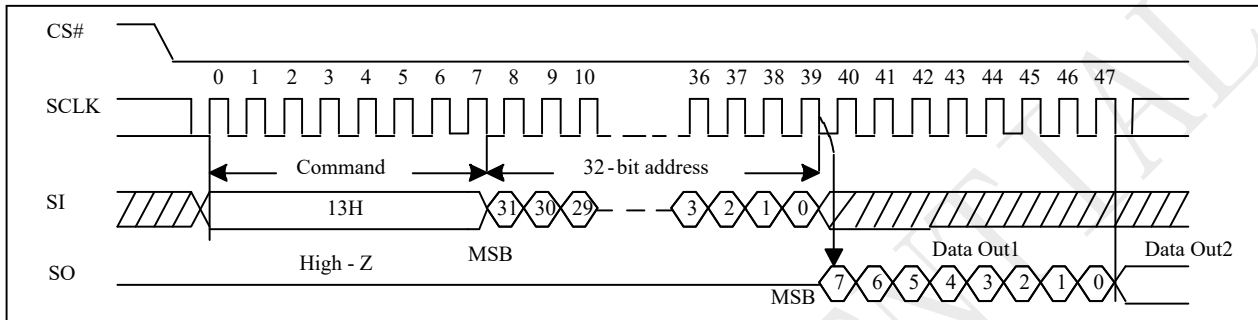 CS#
0 1 2 3 4 5 6 7 8 9 10 36 37 38 39 40 41 42 43 44 45 46 47
SCLK
Command 32-bit address
SI 13H 31 30 29 3 2 1 0
High - Z MSB Data Out1 Data Out2
SO 7 6 5 4 3 2 1 0
MSB